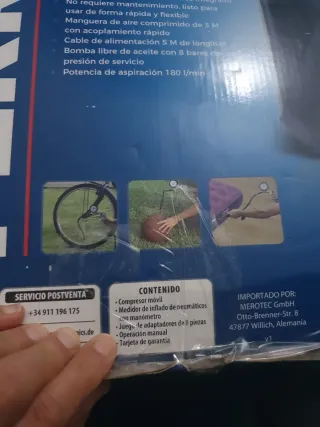 No requiere mantenimiento, listo para
usar de forma rápida y flexible
Manguera de aire comprimido de 3 M
con acoplamiento rápido
Cable de alimentación 5 M de longitud
Bomba libre de aceite con 8 bares de
presión de servicio
Potencia de aspiración 180 l/min
SERVICIO POSTVENTA
+34 911 196 175
CONTENIDO
• Compresor móvil
• Medidor de inflado de neumáticos
con manómetro
• Juego de adaptadores de 8 piezas
• Operación manual
• Tarjeta de garantía
IMPORTADO POR:
MEROTEC GmbH
Otto-Brenner-Str. 8
47877 Willich, Alemania